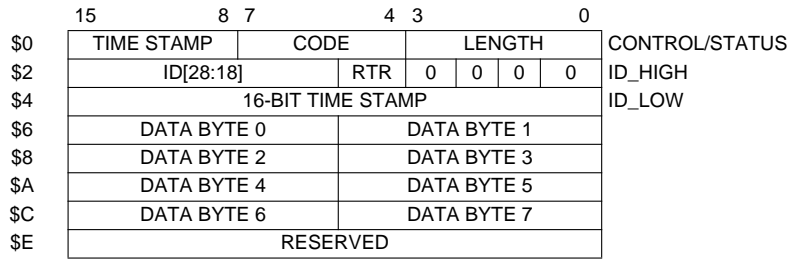 15 8 7 4 3 0
$0 TIME STAMP CODE LENGTH CONTROL/STATUS
$2 ID[28:18] RTR 0 0 0 0 ID_HIGH
$4 16-BIT TIME STAMP ID_LOW
$6 DATA BYTE 0 DATA BYTE 1
$8 DATA BYTE 2 DATA BYTE 3
$A DATA BYTE 4 DATA BYTE 5
$C DATA BYTE 6 DATA BYTE 7
$E RESERVED